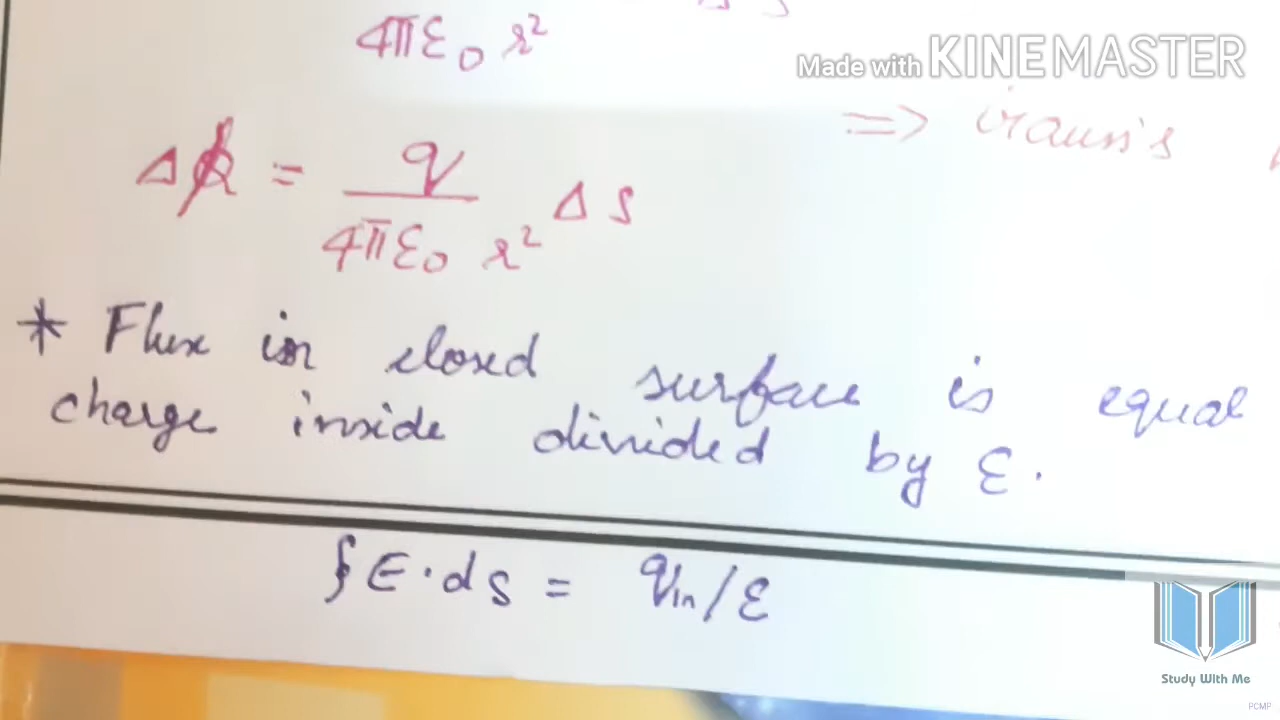 4πε₀ r²
Δ S
Made with KINEMASTER
=> Gauss's
Δϕ = q / 4πε₀ r² Δ S
* Flux in closed surface is equal
charge inside divided by ε.
∮ E · ds = qin/ε
Study With Me
PCMP